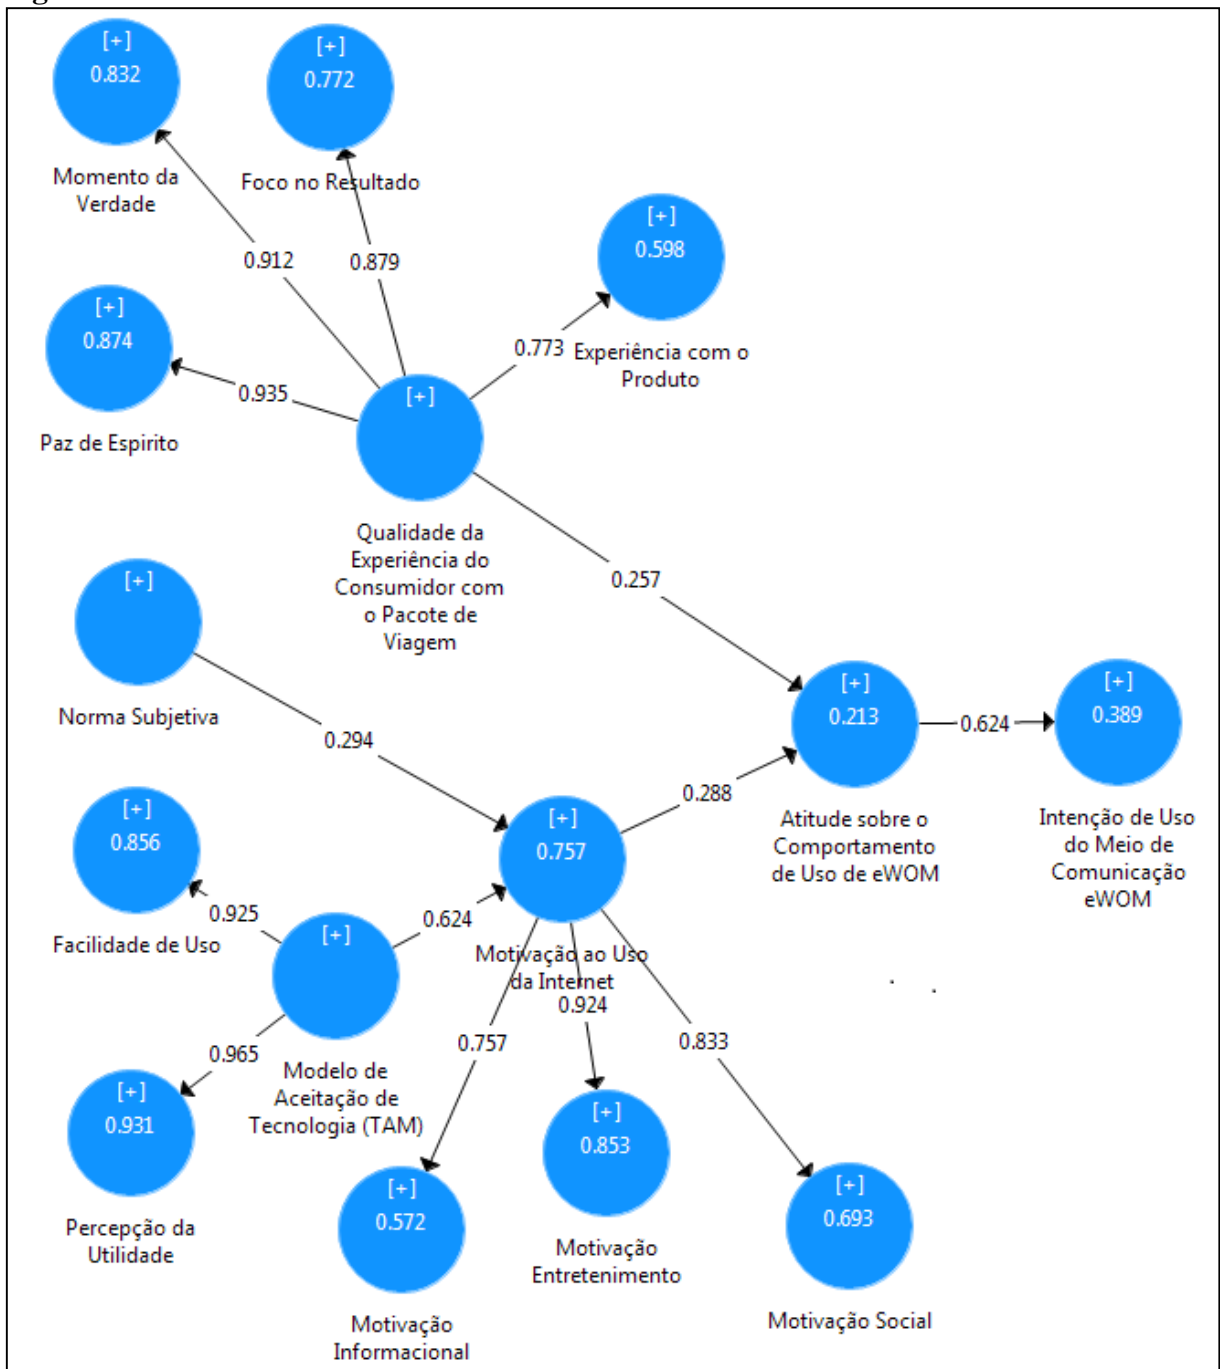 [+]
0.832
Momento da
Verdade
[+]
0.772
Foco no Resultado
[+]
0.598
Experiência com o
Produto
0.912
0.879
0.773
[+]
0.874
Paz de Espirito
0.935
[+]
Qualidade da
Experiência do
Consumidor com
o Pacote de
Viagem
0.257
[+]
Norma Subjetiva
0.294
[+]
0.213
Atitude sobre o
Comportamento
de Uso de eWOM
0.624
[+]
0.389
Intenção de Uso
do Meio de
Comunicação
eWOM
0.288
[+]
0.757
Motivação ao Uso
da Internet
[+]
0.856
Facilidade de Uso
0.925
0.624
[+]
Modelo de
Aceitação de
Tecnologia (TAM)
0.965
[+]
0.931
Percepção da
Utilidade
0.757
0.924
0.833
[+]
0.572
Motivação
Informacional
[+]
0.853
Motivação
Entretenimento
[+]
0.693
Motivação Social